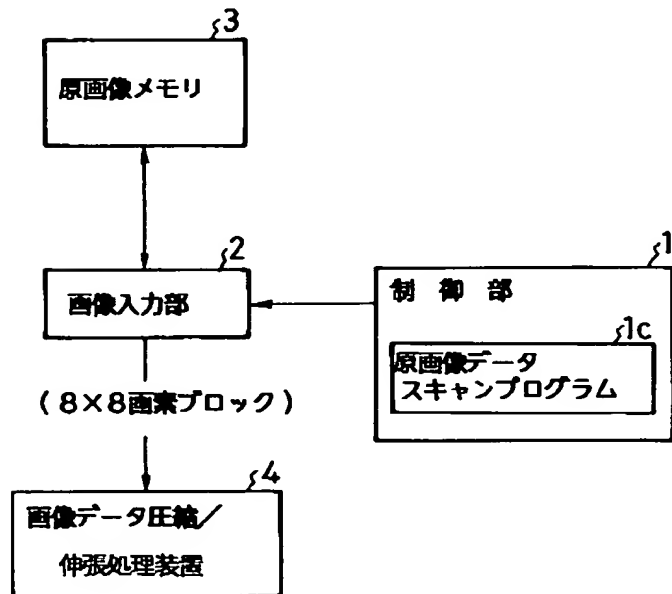 3
原画像メモリ
2
画像入力部
1
制 御 部
1c
原画像データ
スキャンプログラム
(8×8画素ブロック)
4
画像データ圧縮/
伸張処理装置